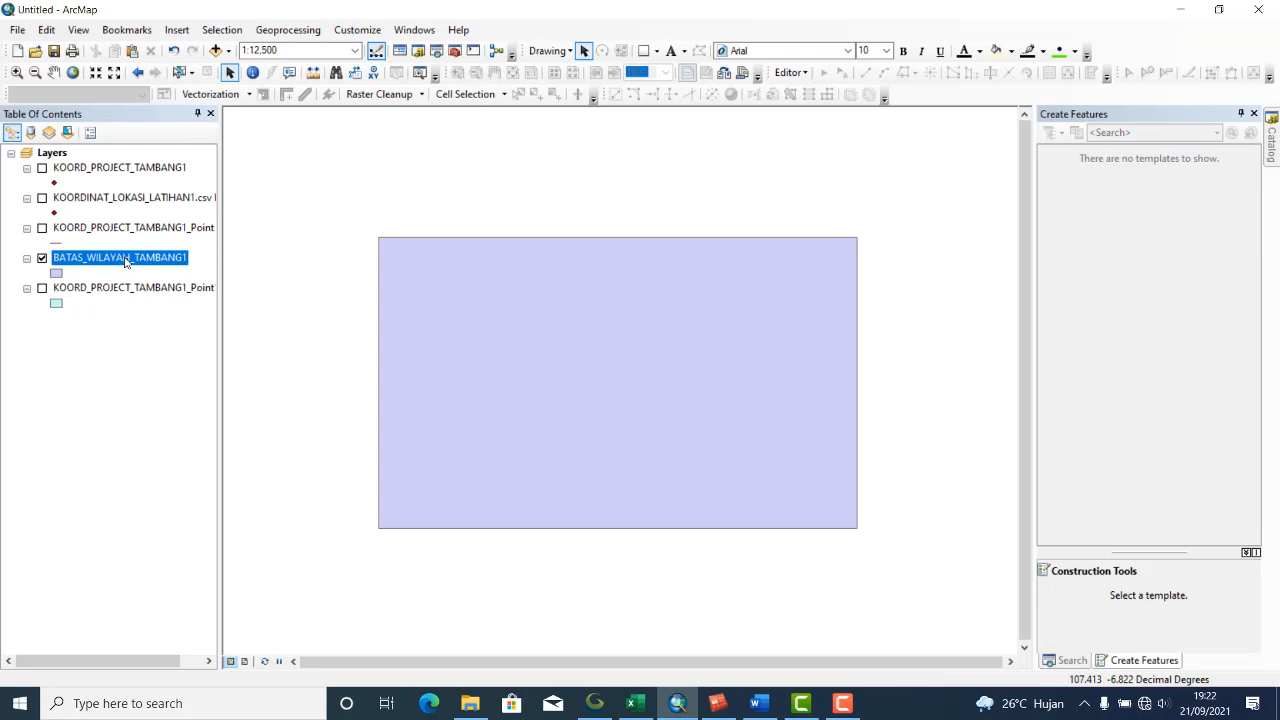 Untitled - ArcMap
File Edit View Bookmarks Insert Selection Geoprocessing Customize Windows Help
1:12,500 Drawing Arial 10 B I U A
Editor
Vectorization Raster Cleanup Cell Selection
Table Of Contents
Create Features
<Search>
There are no templates to show.
Catalog
Layers
KOORD_PROJECT_TAMBANG1
KOORDINAT_LOKASI_LATIHAN1.csv
KOORD_PROJECT_TAMBANG1_Point
BATAS_WILAYAH_TAMBANG1
KOORD_PROJECT_TAMBANG1_Point
Construction Tools
Select a template.
Search Create Features
107.413 -6.822 Decimal Degrees
Type here to search
26°C Hujan
19:22
21/09/2021